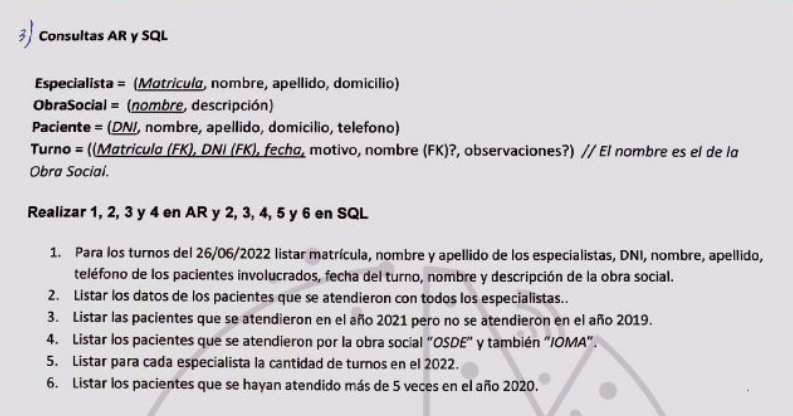 3) Consultas AR y SQL
Especialista = (Matricula, nombre, apellido, domicilio)
ObraSocial = (nombre, descripción)
Paciente = (DNI, nombre, apellido, domicilio, telefono)
Turno = ((Matricula (FK), DNI (FK), fecha, motivo, nombre (FK)?, observaciones?) // El nombre es el de la
Obra Social.
Realizar 1, 2, 3 y 4 en AR y 2, 3, 4, 5 y 6 en SQL
1. Para los turnos del 26/06/2022 listar matrícula, nombre y apellido de los especialistas, DNI, nombre, apellido,
teléfono de los pacientes involucrados, fecha del turno, nombre y descripción de la obra social.
2. Listar los datos de los pacientes que se atendieron con todos los especialistas..
3. Listar las pacientes que se atendieron en el año 2021 pero no se atendieron en el año 2019.
4. Listar los pacientes que se atendieron por la obra social "OSDE" y también "IOMA".
5. Listar para cada especialista la cantidad de turnos en el 2022.
6. Listar los pacientes que se hayan atendido más de 5 veces en el año 2020.